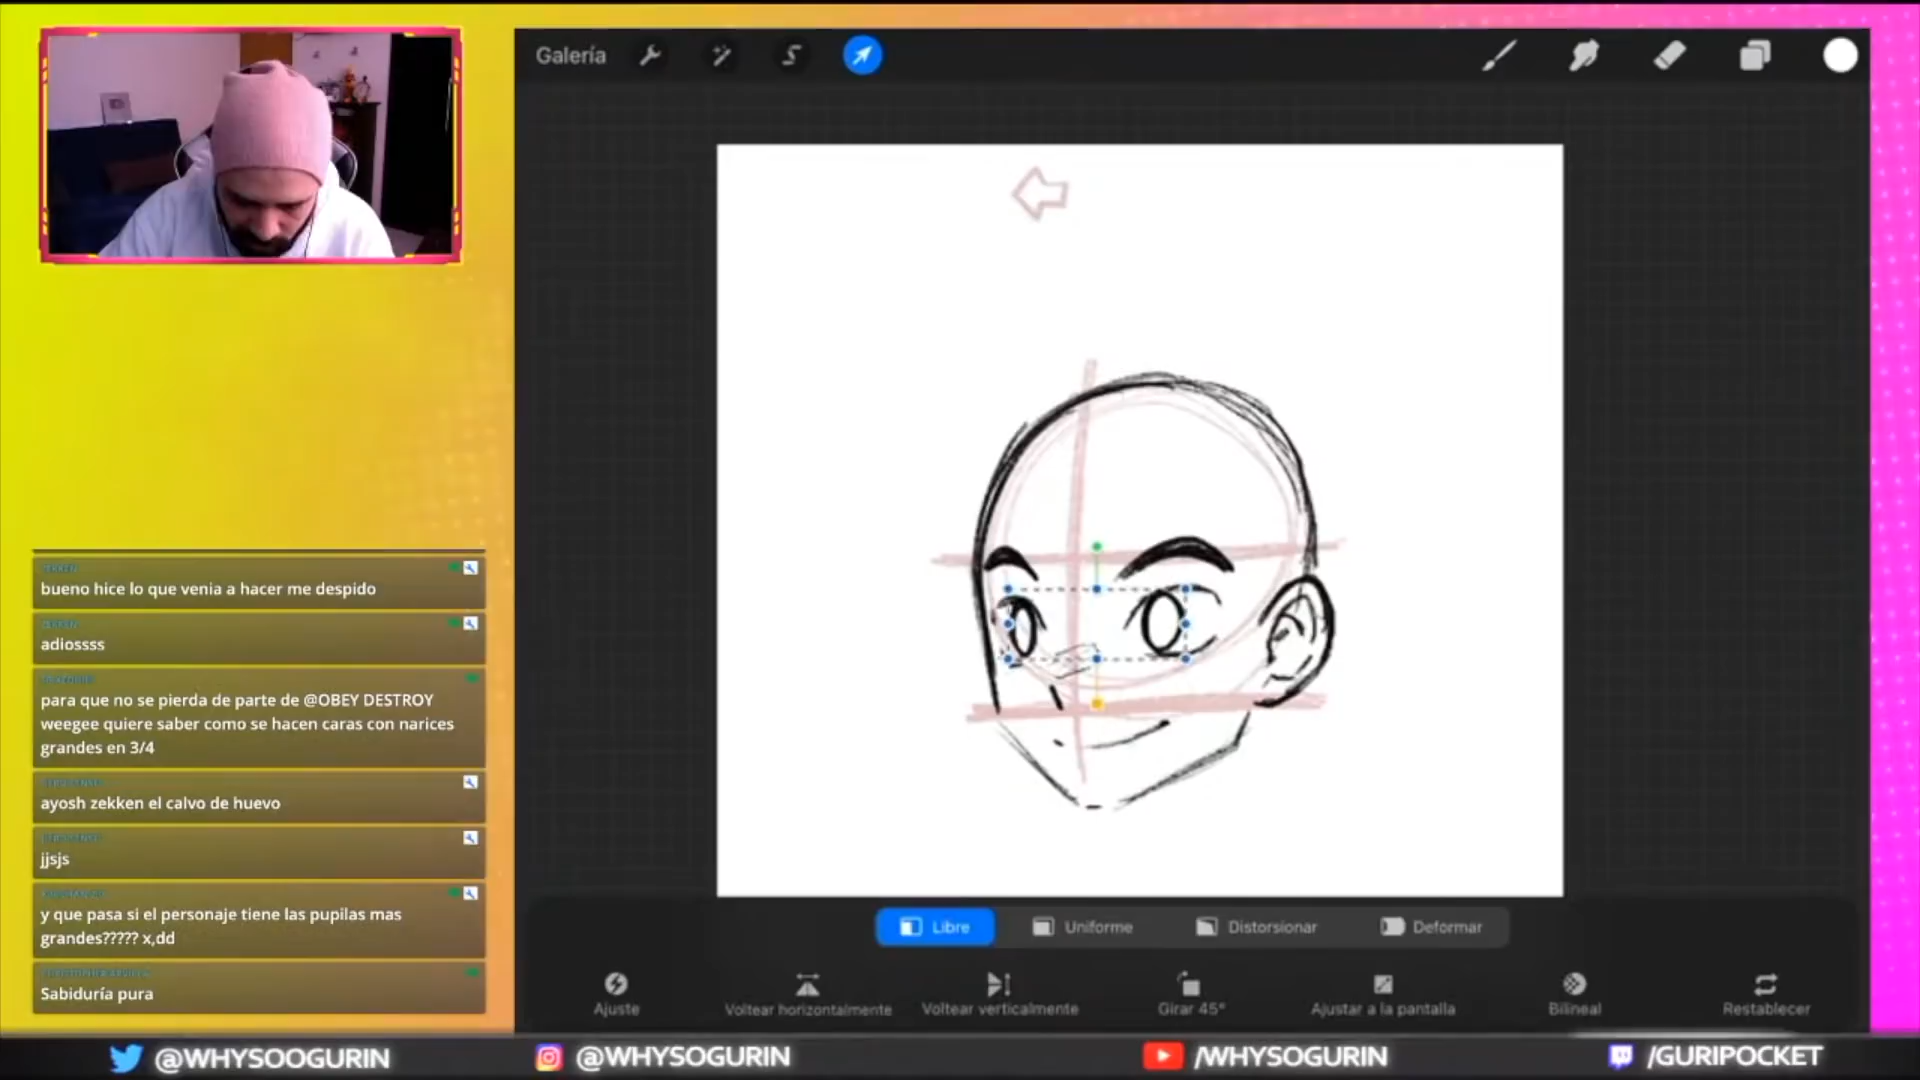 Galería
bueno hice lo que venia a hacer me despido
adiossss
para que no se pierda de parte de @OBEY DESTROY
weegee quiere saber como se hacen caras con narices
grandes en 3/4
ayosh zekken el calvo de huevo
jjsjs
y que pasa si el personaje tiene las pupilas mas
grandes????? x,dd
Sabiduría pura
Libre
Uniforme
Distorsionar
Deformar
Ajuste
Voltear horizontalmente
Voltear verticalmente
Girar 45°
Ajustar a la pantalla
Bilineal
Restablecer
@WHYSOOGURIN
@WHYSOGURIN
/WHYSOGURIN
/GURIPOCKET